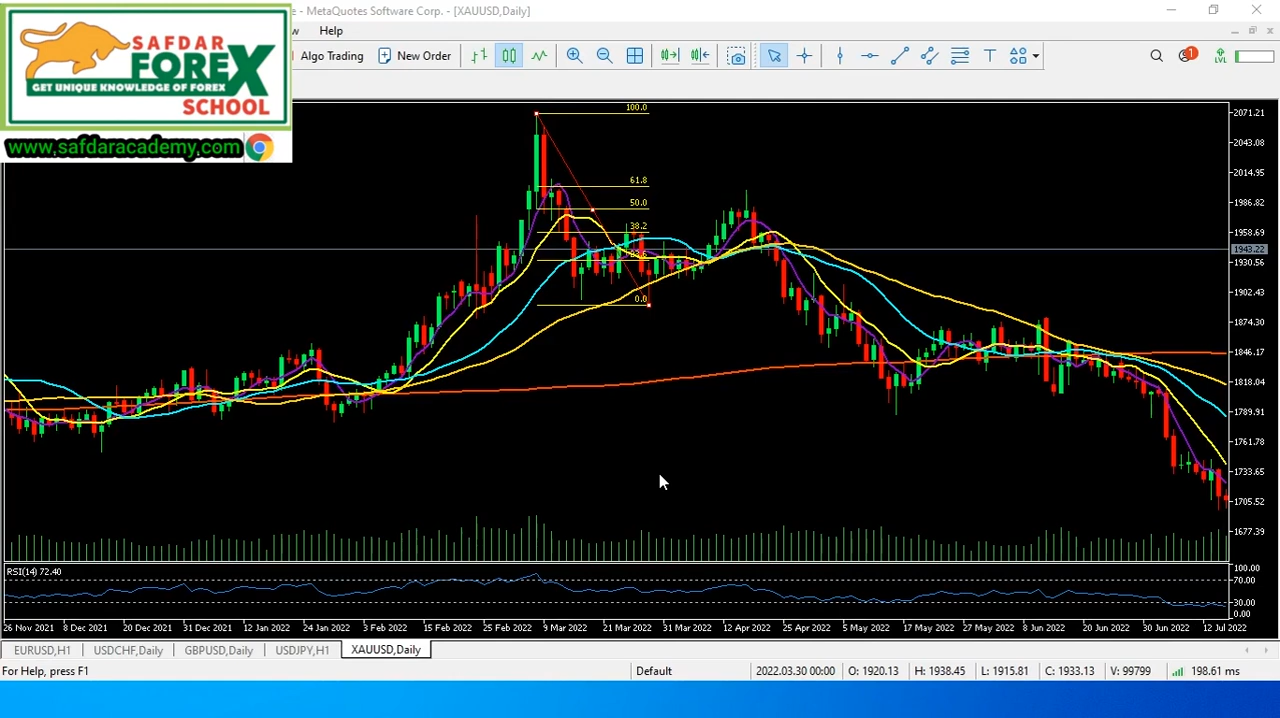 e - MetaQuotes Software Corp. - [XAUUSD,Daily]
SAFDAR
FOREX
GET UNIQUE KNOWLEDGE OF FOREX
SCHOOL
www.safdaracademy.com
w Help
Algo Trading New Order
1
LVL
100.0
61.8
50.0
38.2
23.6
0.0
2071.21
2043.08
2014.95
1986.82
1958.69
1943.22
1930.56
1902.43
1874.30
1846.17
1818.04
1789.91
1761.78
1733.65
1705.52
1677.39
RSI(14) 72.40
100.00
70.00
30.00
0.00
26 Nov 2021 8 Dec 2021 20 Dec 2021 31 Dec 2021 12 Jan 2022 24 Jan 2022 3 Feb 2022 15 Feb 2022 25 Feb 2022 9 Mar 2022 21 Mar 2022 31 Mar 2022 12 Apr 2022 25 Apr 2022 5 May 2022 17 May 2022 27 May 2022 8 Jun 2022 20 Jun 2022 30 Jun 2022 12 Jul 2022
EURUSD,H1 USDCHF,Daily GBPUSD,Daily USDJPY,H1 XAUUSD,Daily
For Help, press F1 Default 2022.03.30 00:00 O: 1920.13 H: 1938.45 L: 1915.81 C: 1933.13 V: 99799 198.61 ms